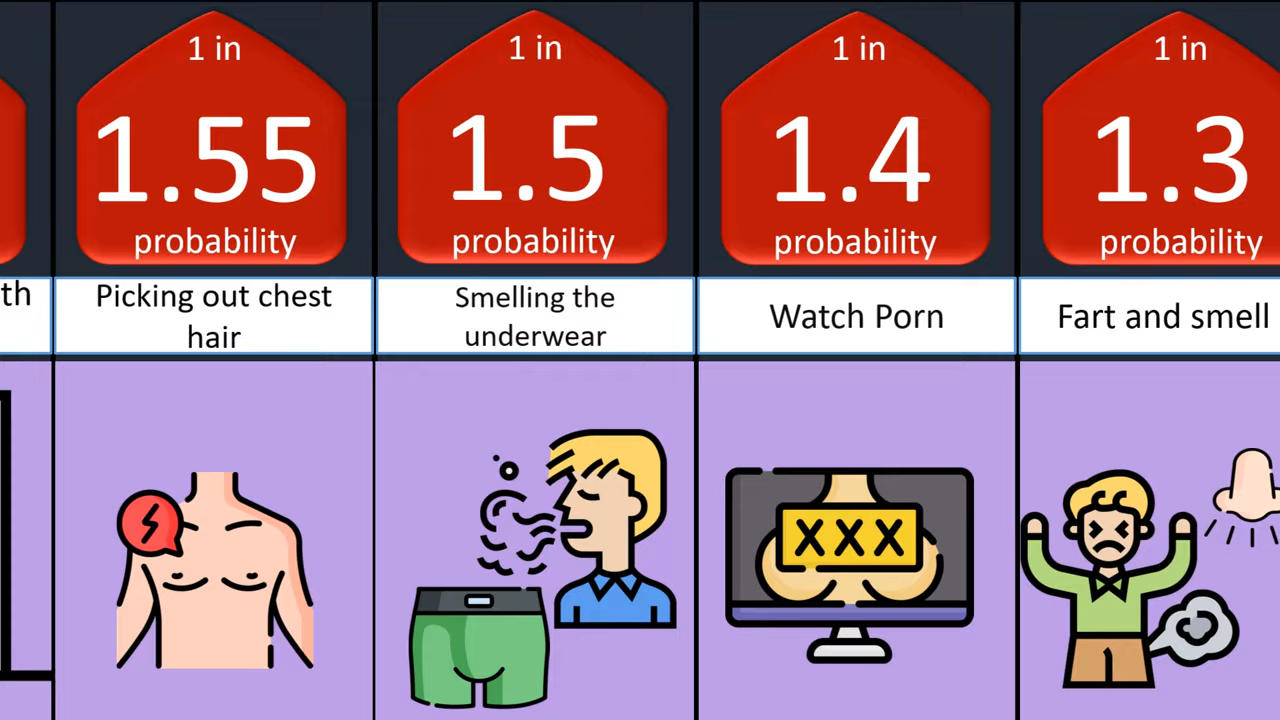 1 in
1.55
probability
1 in
1.5
probability
1 in
1.4
probability
1 in
1.3
probability
th
Picking out chest
hair
Smelling the
underwear
Watch Porn
Fart and smell
XXX